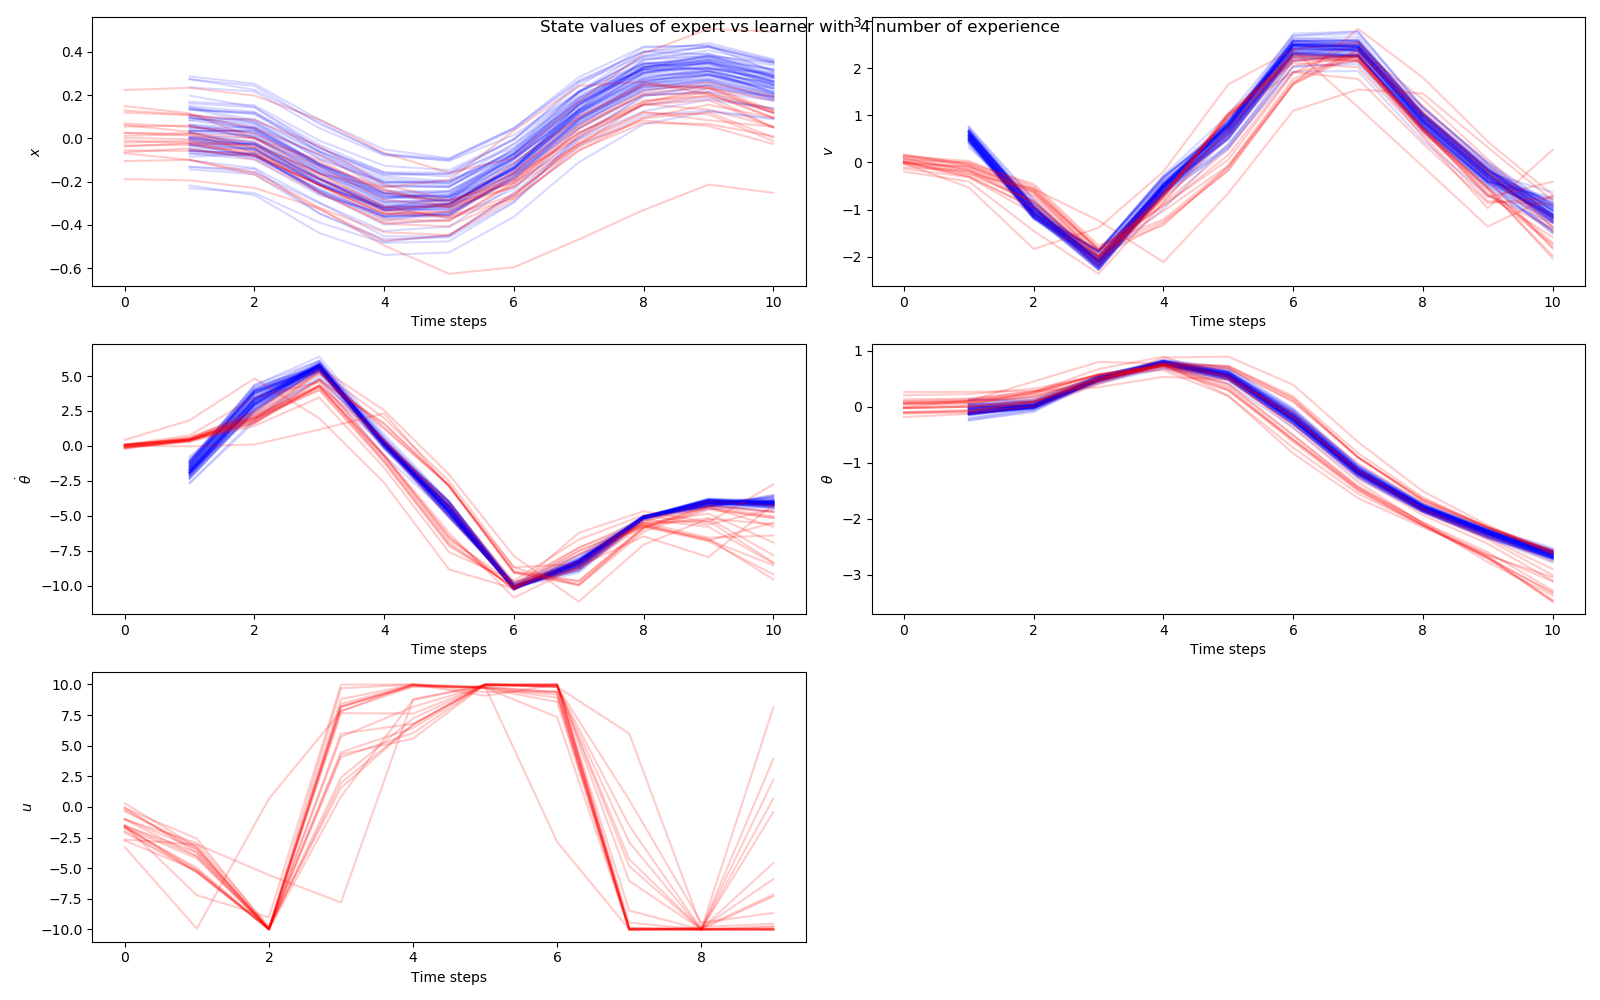 State values of expert vs learner with 4 number of experience
0.4
0.2
0.0
−0.2
−0.4
−0.6
x
0 2 4 6 8 10
Time steps
3
2
1
0
−1
−2
v
0 2 4 6 8 10
Time steps
5.0
2.5
0.0
−2.5
−5.0
−7.5
−10.0
θ̇
0 2 4 6 8 10
Time steps
1
0
−1
−2
−3
θ
0 2 4 6 8 10
Time steps
10.0
7.5
5.0
2.5
0.0
−2.5
−5.0
−7.5
−10.0
u
0 2 4 6 8
Time steps